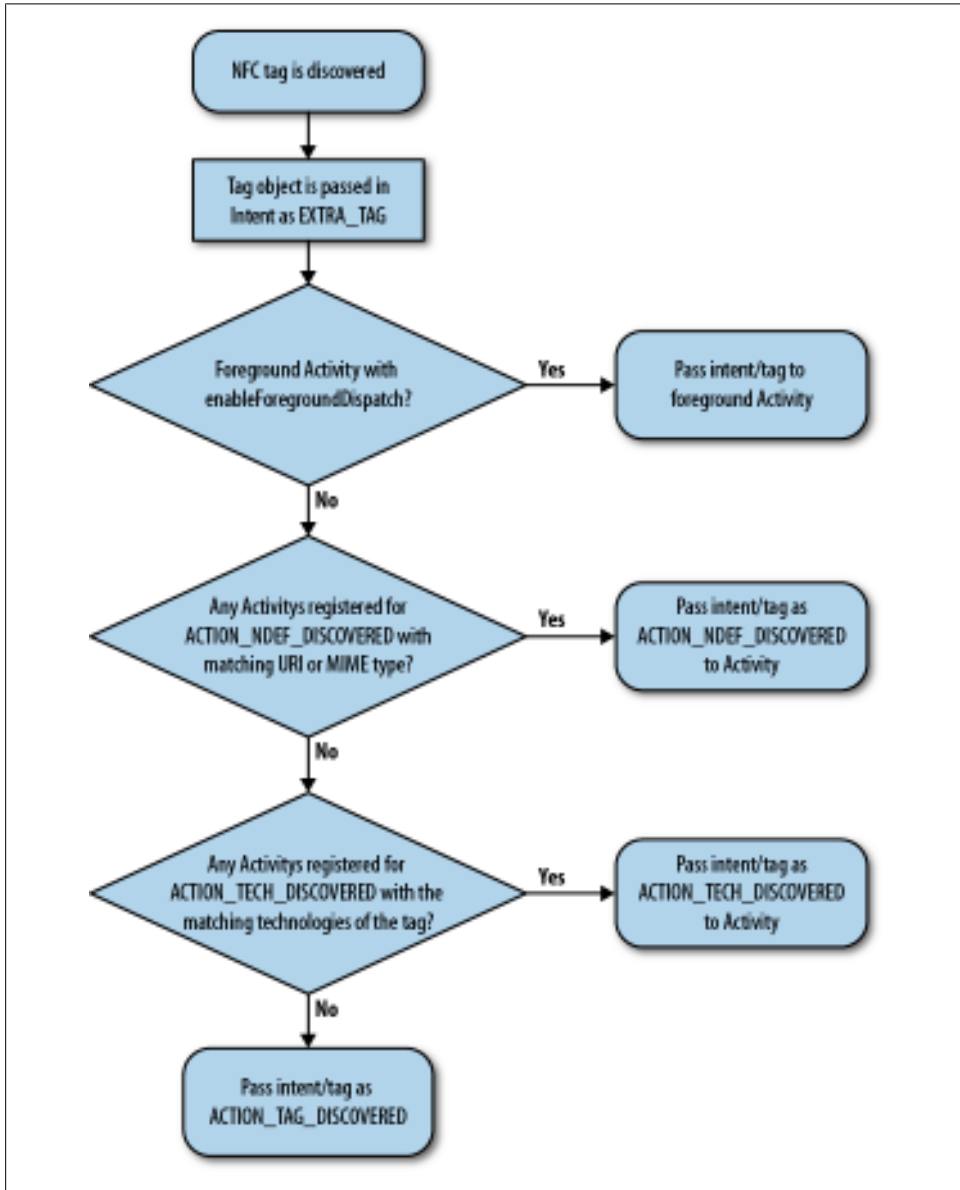 NFC tag is discovered
Tag object is passed in
Intent as EXTRA_TAG
Foreground Activity with
enableForegroundDispatch?
Yes
Pass intent/tag to
foreground Activity
No
Any Activitys registered for
ACTION_NDEF_DISCOVERED with
matching URI or MIME type?
Yes
Pass intent/tag as
ACTION_NDEF_DISCOVERED
to Activity
No
Any Activitys registered for
ACTION_TECH_DISCOVERED with the
matching technologies of the tag?
Yes
Pass intent/tag as
ACTION_TECH_DISCOVERED
to Activity
No
Pass intent/tag as
ACTION_TAG_DISCOVERED